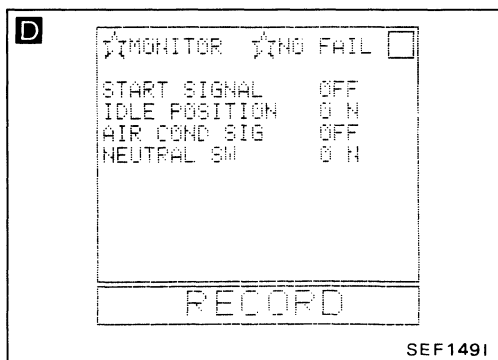 D
☆MONITOR ☆NO FAIL □
START SIGNAL OFF
IDLE POSITION ON
AIR COND SIG OFF
NEUTRAL SW ON
RECORD
SEF149I